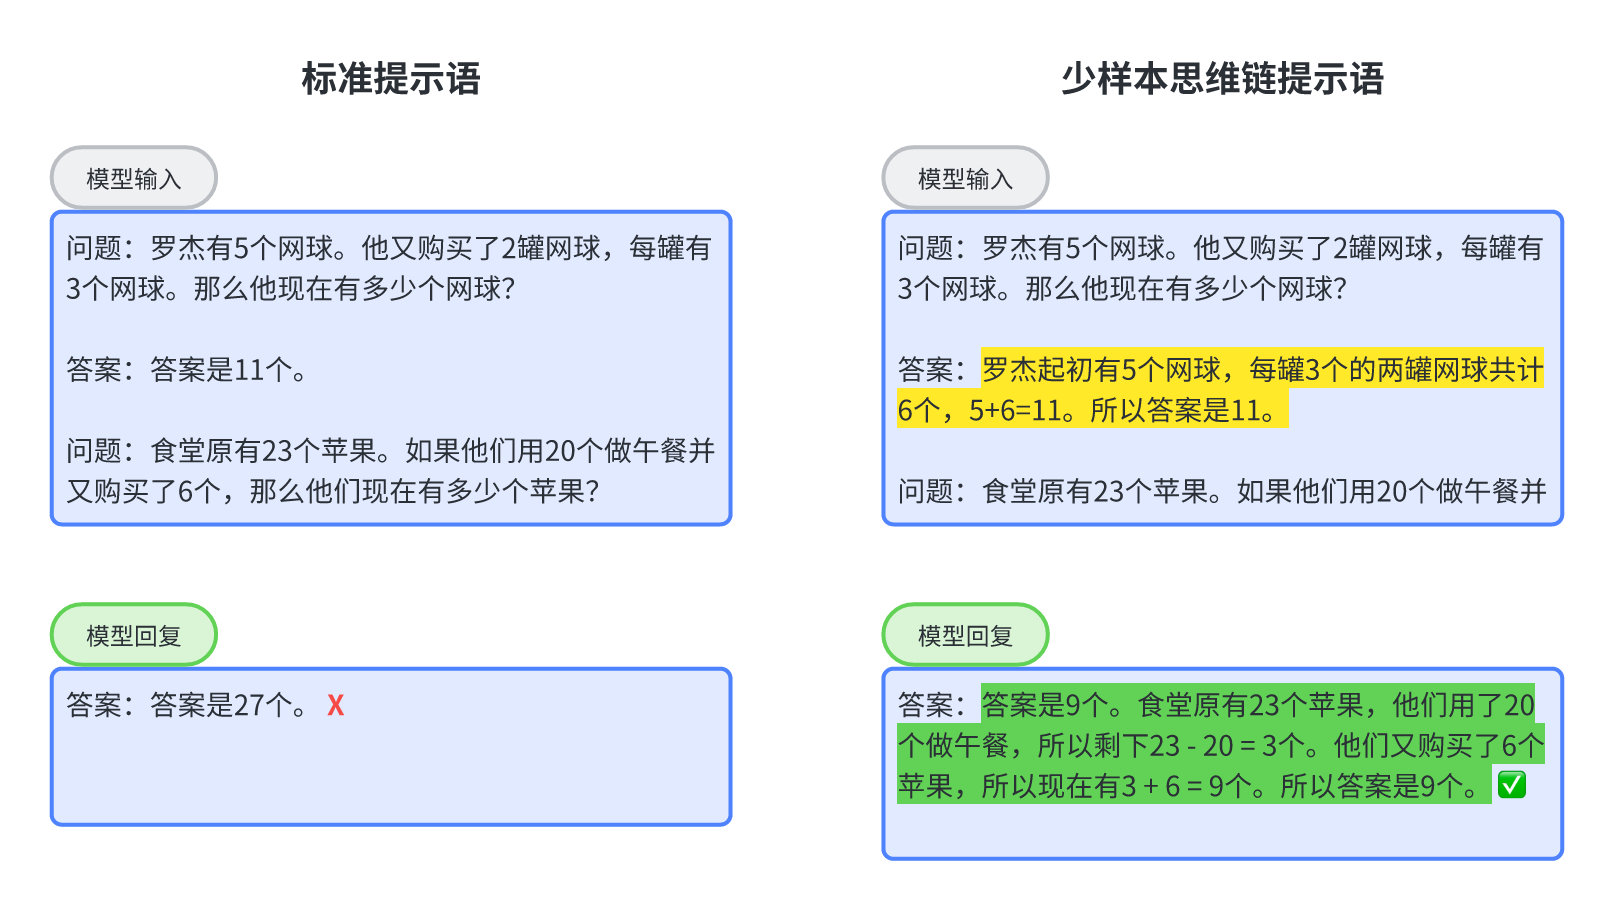 标准提示语
模型输入
问题：罗杰有5个网球。他又购买了2罐网球，每罐有
3个网球。那么他现在有多少个网球？
答案：答案是11个。
问题：食堂原有23个苹果。如果他们用20个做午餐并
又购买了6个，那么他们现在有多少个苹果？
模型回复
答案：答案是27个。 X
少样本思维链提示语
模型输入
问题：罗杰有5个网球。他又购买了2罐网球，每罐有
3个网球。那么他现在有多少个网球？
答案：罗杰起初有5个网球，每罐3个的两罐网球共计
6个，5+6=11。所以答案是11。
问题：食堂原有23个苹果。如果他们用20个做午餐并
模型回复
答案：答案是9个。食堂原有23个苹果，他们用了20
个做午餐，所以剩下23 - 20 = 3个。他们又购买了6个
苹果，所以现在有3 + 6 = 9个。所以答案是9个。 ✅